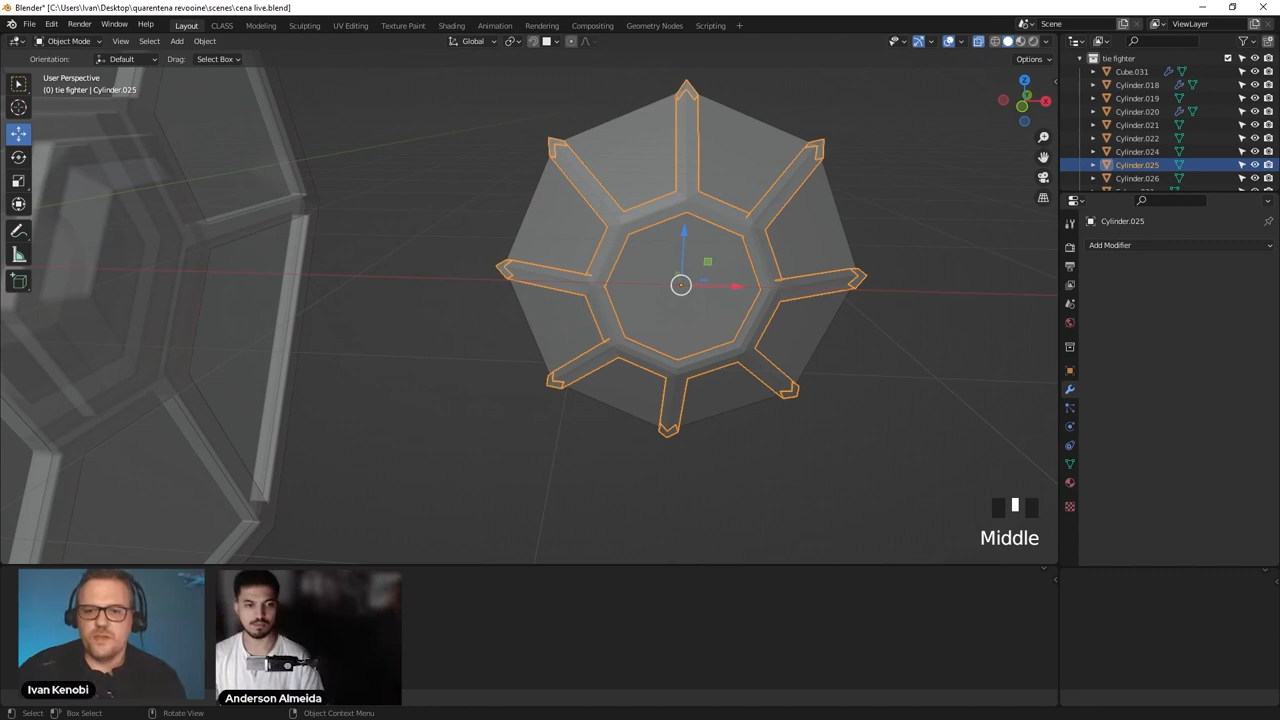 Blender* [C:\Users\Ivan\Desktop\quarentena revooine\scenes\cena live.blend]
File Edit Render Window Help Layout CLASS Modeling Sculpting UV Editing Texture Paint Shading Animation Rendering Compositing Geometry Nodes Scripting Scene ViewLayer
Object Mode View Select Add Object Global
Orientation: Default Drag: Select Box Options
User Perspective
(0) tie fighter | Cylinder.025
Z
Y
X
tie fighter
Cube.031
Cylinder.018
Cylinder.019
Cylinder.020
Cylinder.021
Cylinder.022
Cylinder.024
Cylinder.025
Cylinder.026
Cylinder.025
Add Modifier
Middle
Ivan Kenobi
Anderson Almeida
Select Box Select Rotate View Object Context Menu